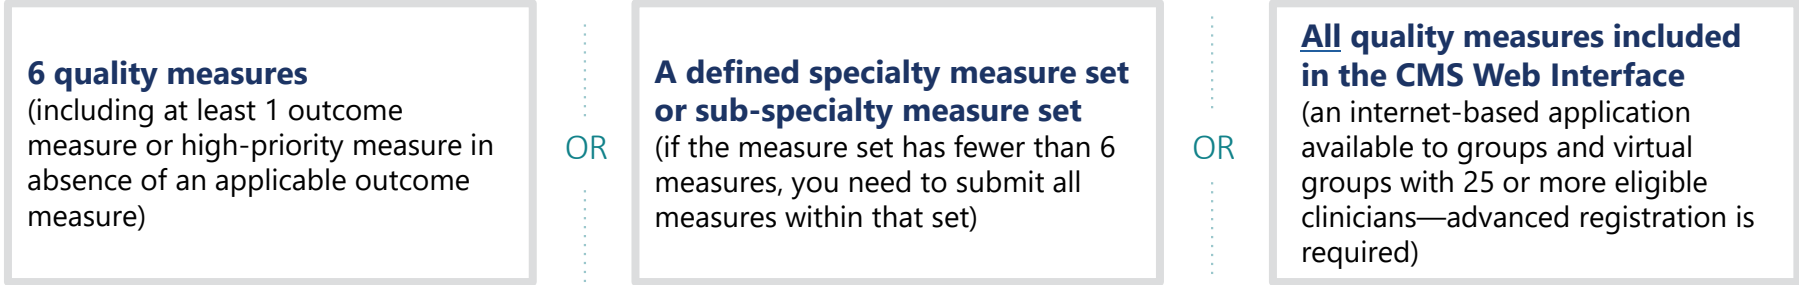 6 quality measures
(including at least 1 outcome
measure or high-priority measure in
absence of an applicable outcome
measure)
OR
A defined specialty measure set
or sub-specialty measure set
(if the measure set has fewer than 6
measures, you need to submit all
measures within that set)
OR
All quality measures included
in the CMS Web Interface
(an internet-based application
available to groups and virtual
groups with 25 or more eligible
clinicians—advanced registration is
required)